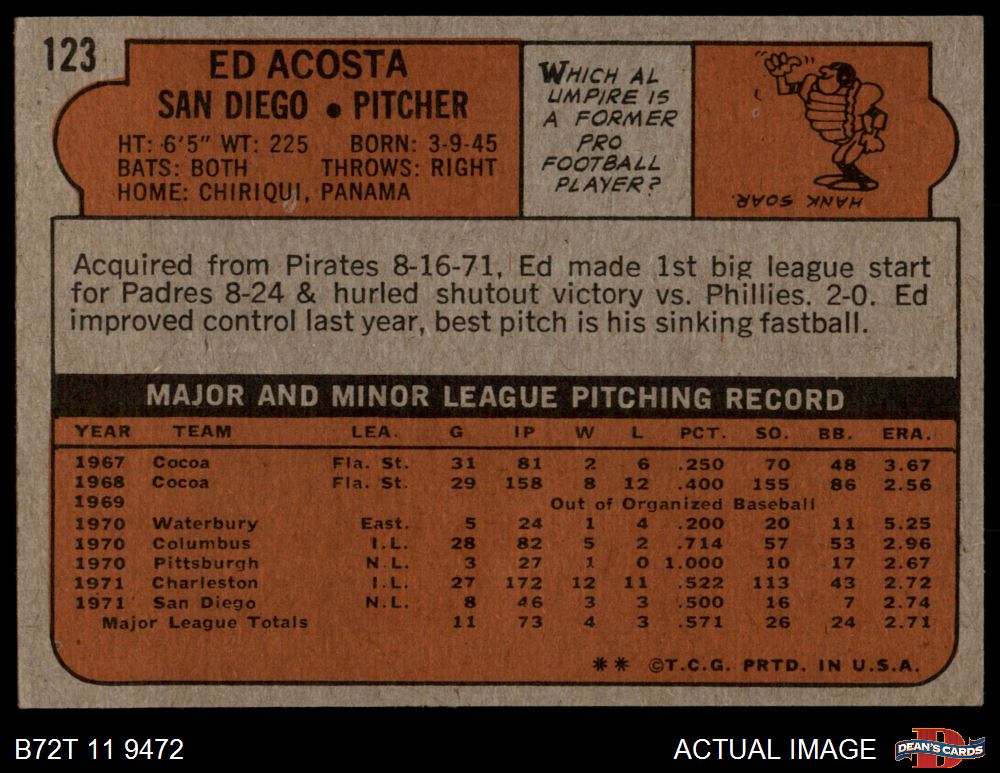 123
ED ACOSTA
SAN DIEGO • PITCHER
HT: 6'5" WT: 225 BORN: 3-9-45
BATS: BOTH THROWS: RIGHT
HOME: CHIRIQUI, PANAMA
WHICH AL
UMPIRE IS
A FORMER
PRO
FOOTBALL
PLAYER?
HANK SOAR.
Acquired from Pirates 8-16-71, Ed made 1st big league start
for Padres 8-24 & hurled shutout victory vs. Phillies. 2-0. Ed
improved control last year, best pitch is his sinking fastball.
MAJOR AND MINOR LEAGUE PITCHING RECORD
YEAR TEAM LEA. G IP W L PCT. SO. BB. ERA.
1967 Cocoa Fla. St. 31 81 2 6 .250 70 48 3.67
1968 Cocoa Fla. St. 29 158 8 12 .400 155 86 2.56
1969 Out of Organized Baseball
1970 Waterbury East. 5 24 1 4 .200 20 11 5.25
1970 Columbus I.L. 28 82 5 2 .714 57 53 2.96
1970 Pittsburgh N.L. 3 27 1 0 1.000 10 17 2.67
1971 Charleston I.L. 27 172 12 11 .522 113 43 2.72
1971 San Diego N.L. 8 46 3 3 .500 16 7 2.74
Major League Totals 11 73 4 3 .571 26 24 2.71
** ©T.C.G. PRTD. IN U.S.A.
B72T 11 9472
ACTUAL IMAGE
D
DEAN'S CARDS